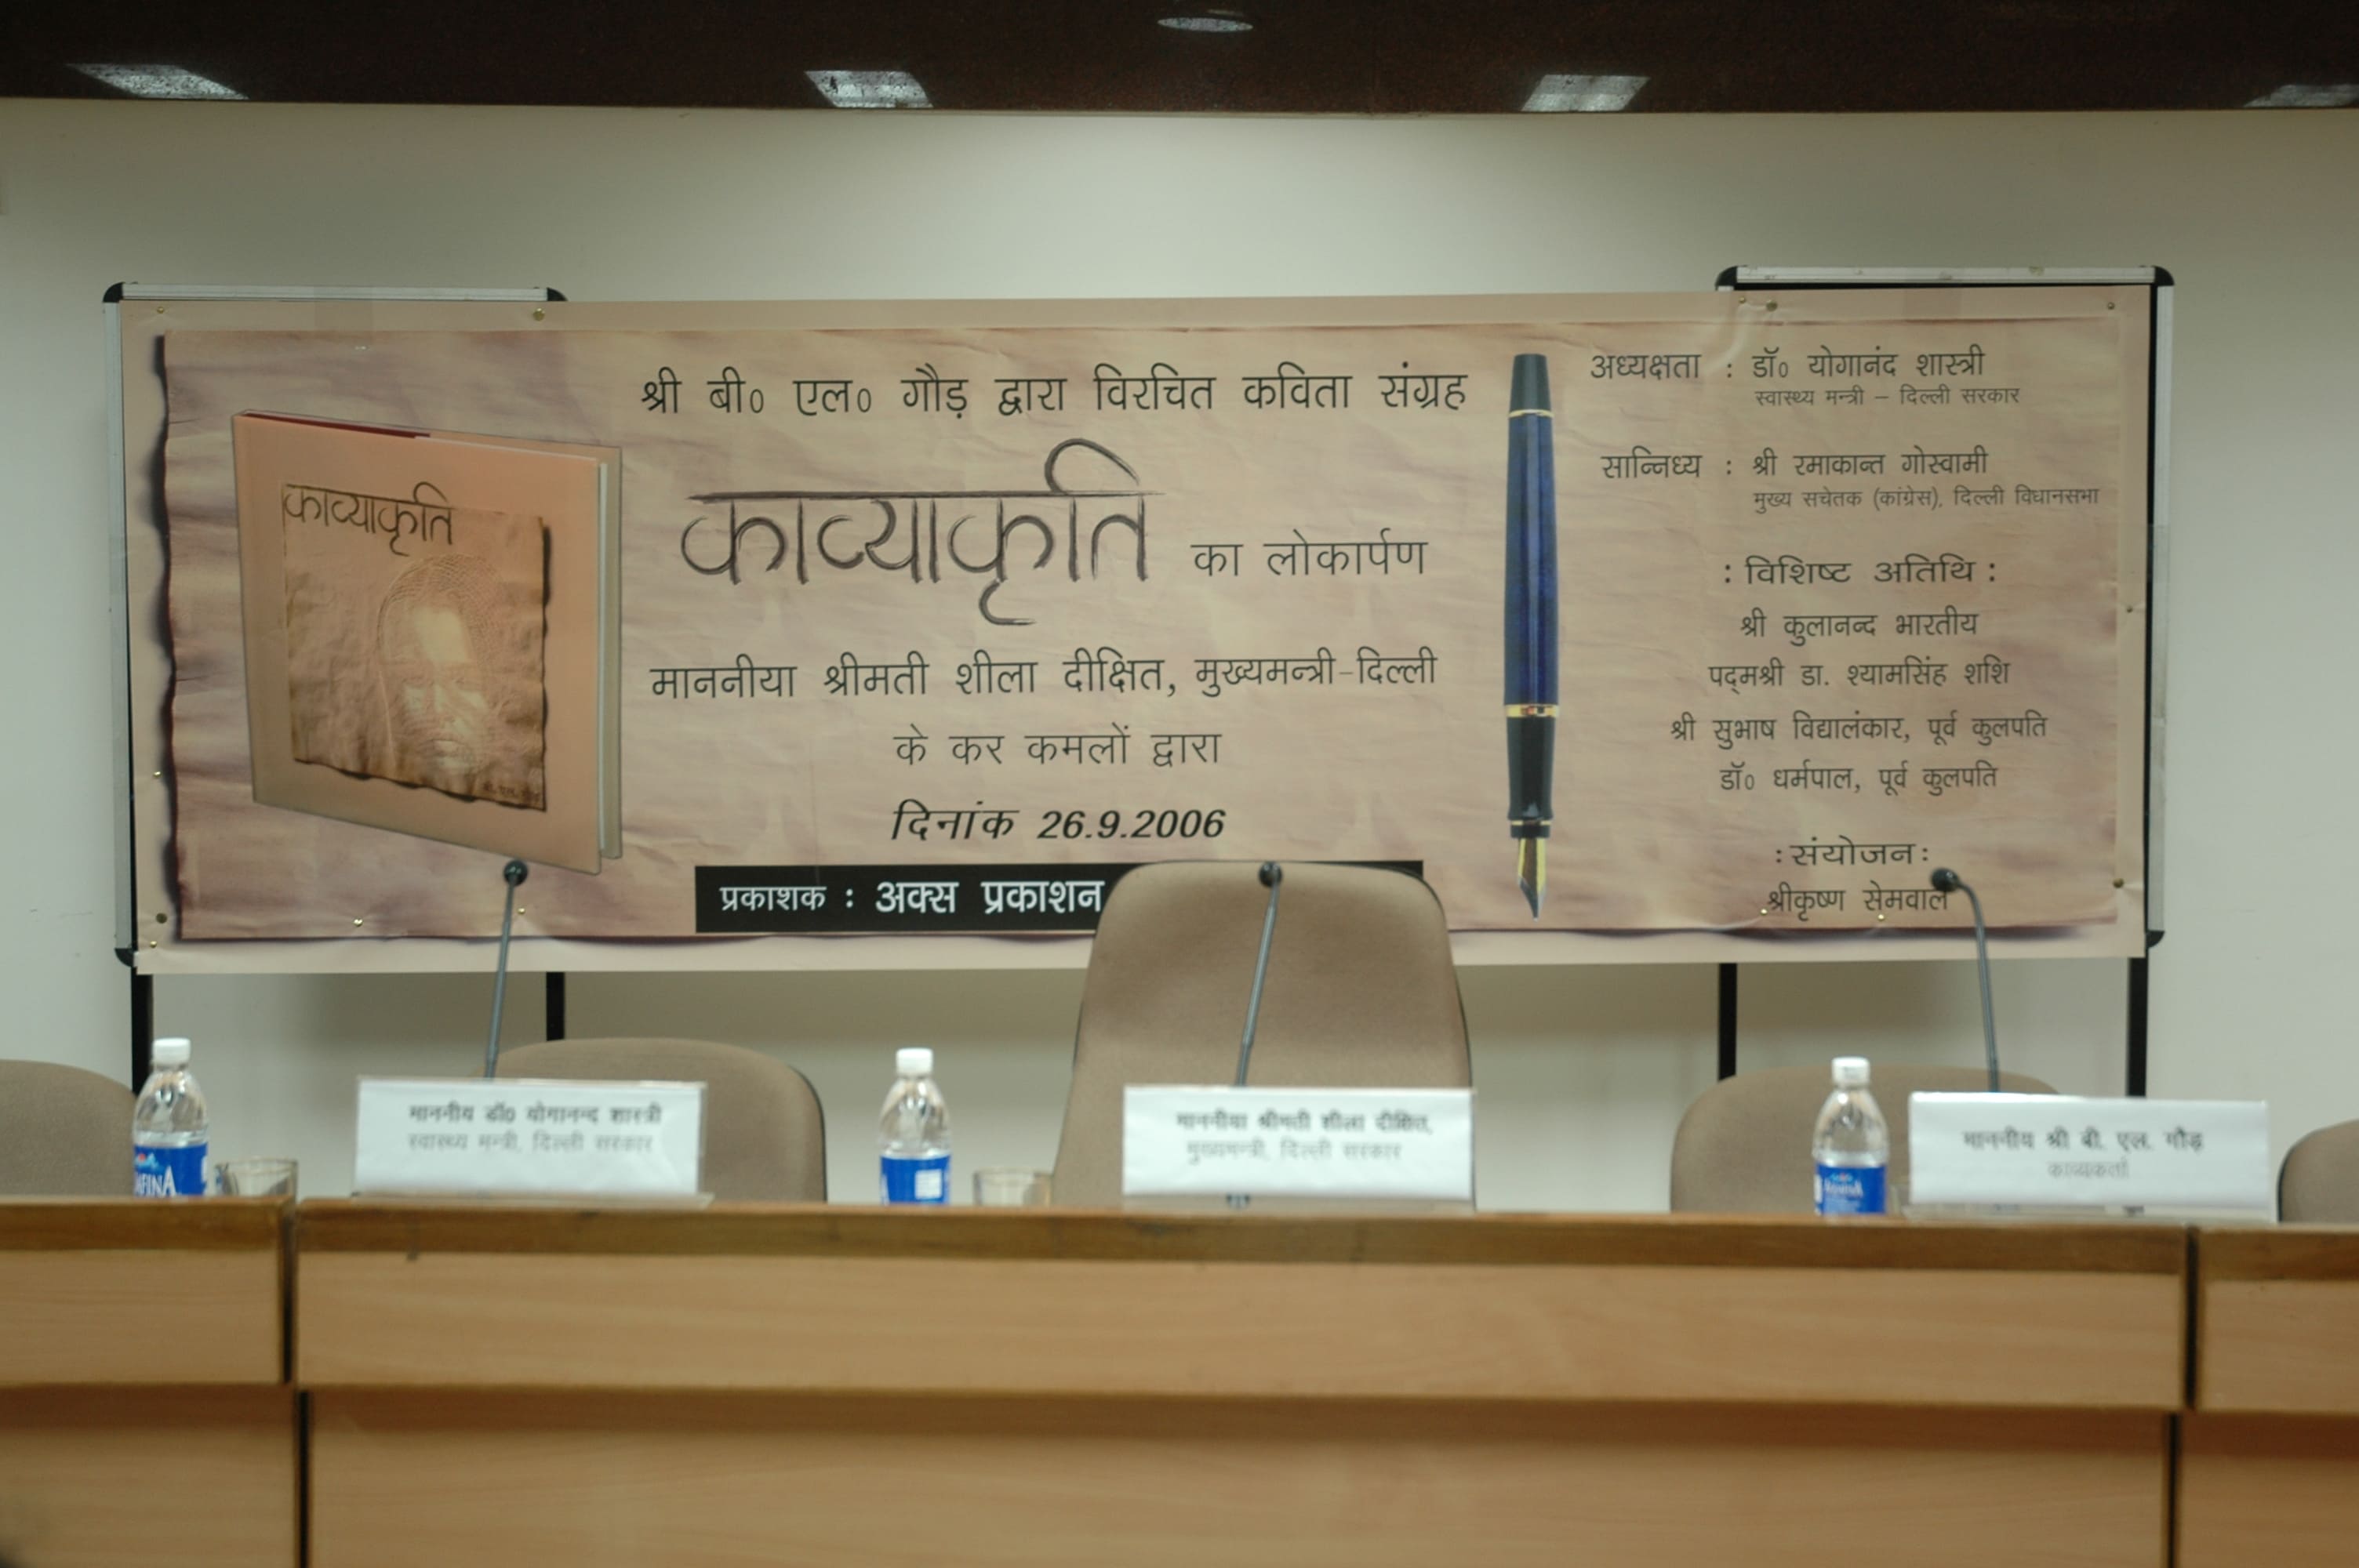 श्री बी० एल० गौड़ द्वारा विरचित कविता संग्रह
काव्याकृति का लोकार्पण
माननीया श्रीमती शीला दीक्षित, मुख्यमन्त्री-दिल्ली
के कर कमलों द्वारा
दिनांक 26.9.2006
प्रकाशक : अक्स प्रकाशन
काव्याकृति
अध्यक्षता : डॉ० योगानंद शास्त्री
स्वास्थ्य मन्त्री – दिल्ली सरकार
सान्निध्य : श्री रमाकान्त गोस्वामी
मुख्य सचेतक (कांग्रेस), दिल्ली विधानसभा
: विशिष्ट अतिथि :
श्री कुलानन्द भारतीय
पद्मश्री डा. श्यामसिंह शशि
श्री सुभाष विद्यालंकार, पूर्व कुलपति
डॉ० धर्मपाल, पूर्व कुलपति
: संयोजन :
श्रीकृष्ण सेमवाल
माननीय डॉ० योगानन्द शास्त्री
स्वास्थ्य मन्त्री, दिल्ली सरकार
माननीया श्रीमती शीला दीक्षित,
मुख्यमन्त्री, दिल्ली सरकार
माननीय श्री बी. एल. गौड़
काव्यकर्ता